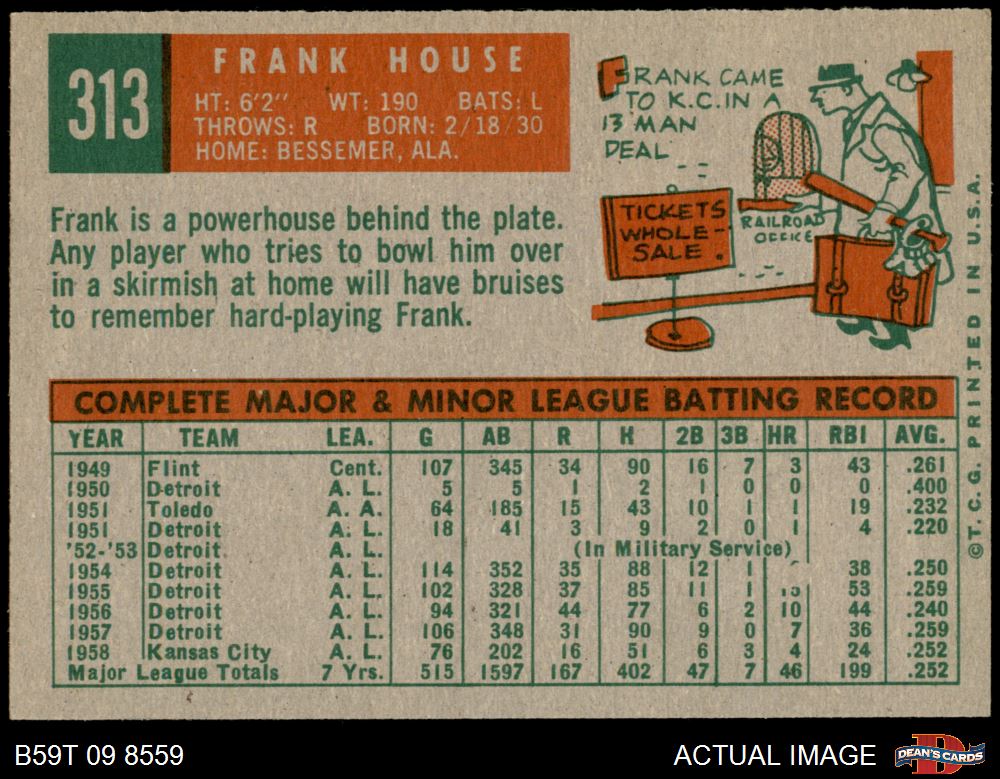 313
FRANK HOUSE
HT: 6'2" WT: 190 BATS: L
THROWS: R BORN: 2/18/30
HOME: BESSEMER, ALA.
FRANK CAME
TO K.C. IN A
13 MAN
DEAL
TICKETS
WHOLE-
SALE.
RAILROAD
OFFICE
Frank is a powerhouse behind the plate.
Any player who tries to bowl him over
in a skirmish at home will have bruises
to remember hard-playing Frank.
COMPLETE MAJOR & MINOR LEAGUE BATTING RECORD
YEAR TEAM LEA. G AB R H 2B 3B HR RBI AVG.
1949 Flint Cent. 107 345 34 90 16 7 3 43 .261
1950 Detroit A. L. 5 5 1 2 1 0 0 0 .400
1951 Toledo A. A. 64 185 15 43 10 1 1 19 .232
1951 Detroit A. L. 18 41 3 9 2 0 1 4 .220
'52-'53 Detroit A. L. (In Military Service)
1954 Detroit A. L. 114 352 35 88 12 1 38 .250
1955 Detroit A. L. 102 328 37 85 11 1 53 .259
1956 Detroit A. L. 94 321 44 77 6 2 10 44 .240
1957 Detroit A. L. 106 348 31 90 9 0 7 36 .259
1958 Kansas City A. L. 76 202 16 51 6 3 4 24 .252
Major League Totals 7 Yrs. 515 1597 167 402 47 7 46 199 .252
©T. C. G. PRINTED IN U.S.A.
B59T 09 8559
ACTUAL IMAGE
DEAN'S CARDS